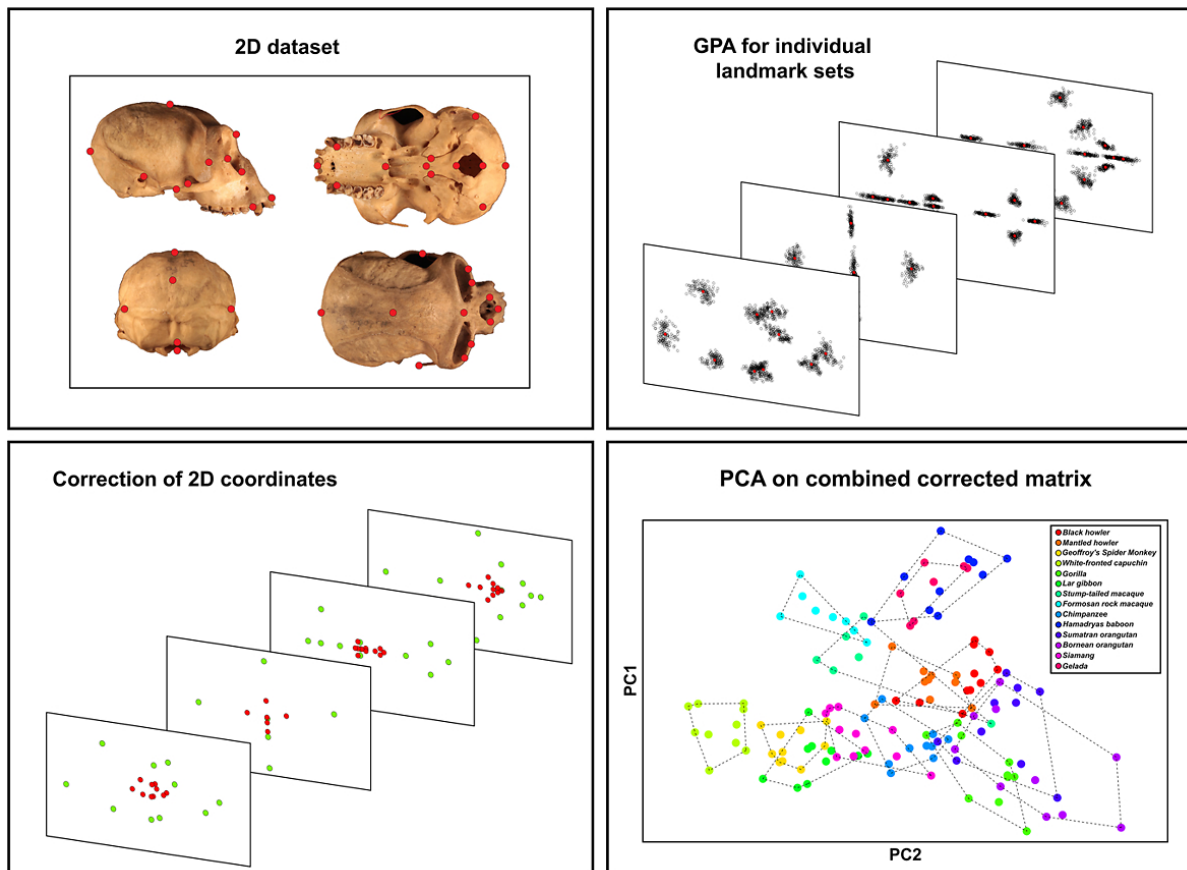 2D dataset
GPA for individual
landmark sets
Correction of 2D coordinates
PCA on combined corrected matrix
Black howler
Mantled howler
Geoffroy's Spider Monkey
White-fronted capuchin
Gorilla
Lar gibbon
Stump-tailed macaque
Formosan rock macaque
Chimpanzee
Hamadryas baboon
Sumatran orangutan
Bornean orangutan
Siamang
Gelada
PC1
PC2